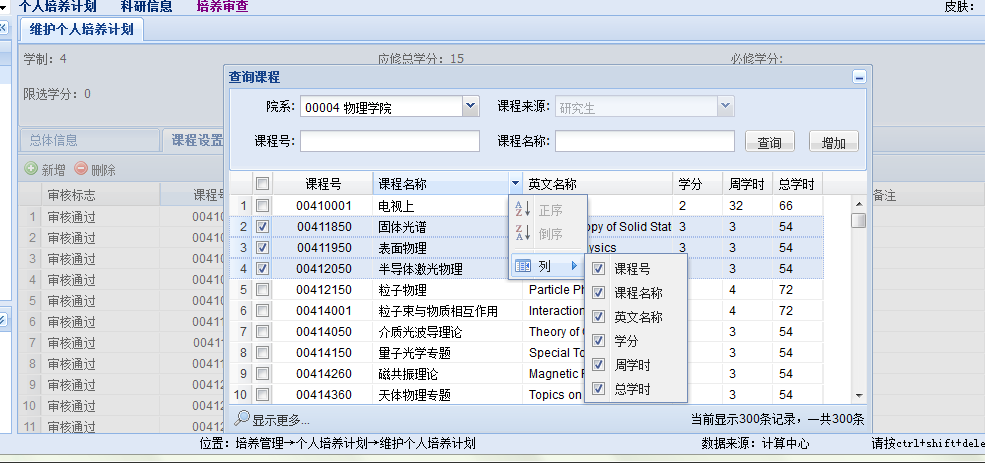 个人培养计划 科研信息 培养审查 皮肤:
维护个人培养计划
学制: 4 应修总学分: 15 必修学分:
限选学分: 0
查询课程
院系: 00004 物理学院 课程来源: 研究生
课程号: 课程名称: 查询 增加
总体信息 课程设置
新增 删除
审核标志 课程号 备注
1 审核通过 00410
2 审核通过 00410
3 审核通过 00410
4 审核通过 00410
5 审核通过 00410
6 审核通过 00411
7 审核通过 00411
8 审核通过 00411
9 审核通过 00412
10 审核通过 00412
11 审核通过 00412
课程号 课程名称 英文名称 学分 周学时 总学时
1 00410001 电视上 2 32 66
2 00411850 固体光谱 opy of Solid Stat 3 3 54
3 00411950 表面物理 ysics 3 3 54
4 00412050 半导体激光物理 3 54
5 00412150 粒子物理 Particle Ph 4 72
6 00414001 粒子束与物质相互作用 Interaction 4 72
7 00414050 介质光波导理论 Theory of 3 54
8 00414150 量子光学专题 Special To 3 54
9 00414260 磁共振理论 Magnetic 3 54
10 00414360 天体物理专题 Topics on 3 54
正序
倒序
列
课程号
课程名称
英文名称
学分
周学时
总学时
显示更多... 当前显示300条记录，一共300条
位置: 培养管理→个人培养计划→维护个人培养计划 数据来源: 计算中心 请按ctrl+shift+dele